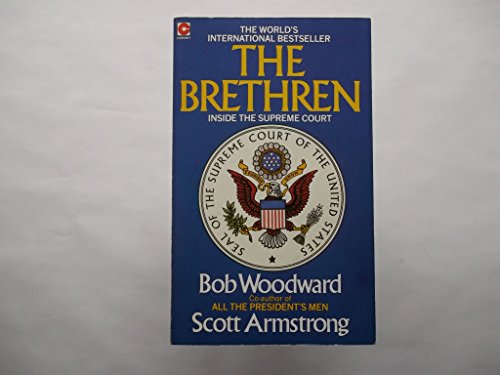 THE WORLD'S
INTERNATIONAL BESTSELLER
THE
BRETHREN
INSIDE THE SUPREME COURT
SEAL OF THE SUPREME COURT OF THE UNITED STATES
Bob Woodward
Co-author of
ALL THE PRESIDENT'S MEN
Scott Armstrong